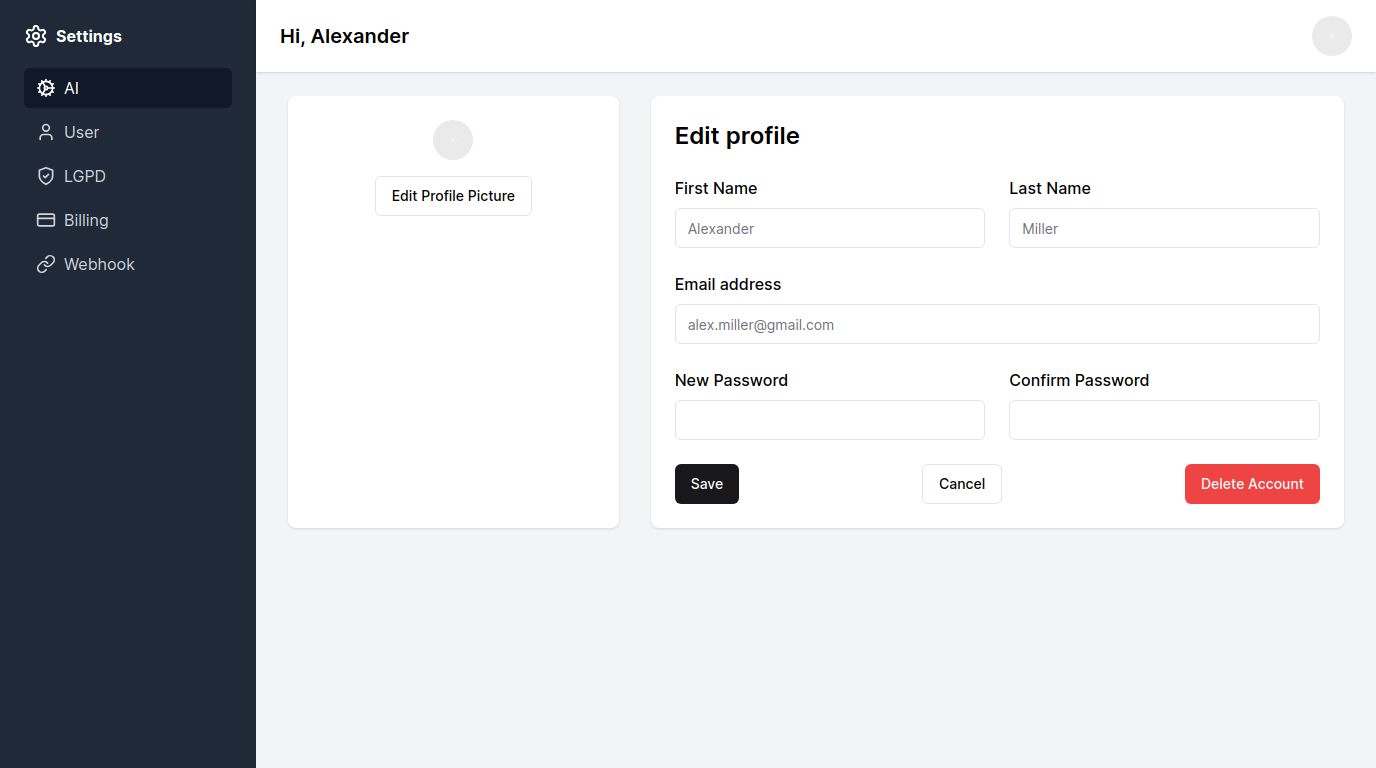 Settings
AI
User
LGPD
Billing
Webhook
Hi, Alexander
Edit Profile Picture
Edit profile
First Name
Last Name
Alexander
Miller
Email address
alex.miller@gmail.com
New Password
Confirm Password
Save
Cancel
Delete Account